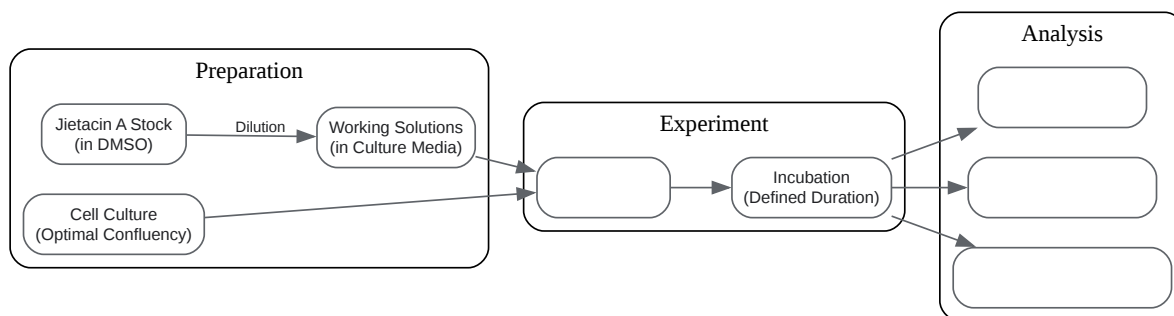 Preparation
Jietacin A Stock
(in DMSO)
Dilution
Working Solutions
(in Culture Media)
Cell Culture
(Optimal Confluency)
Experiment
Incubation
(Defined Duration)
Analysis